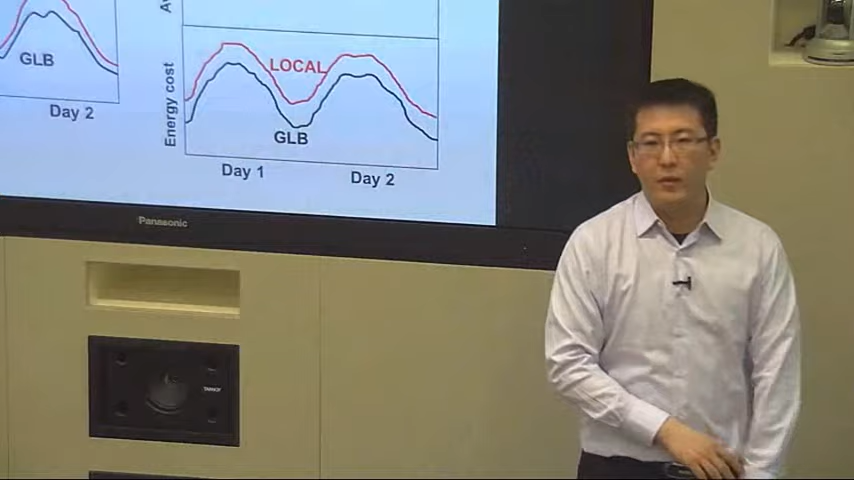 GLB
Day 2
Energy cost
LOCAL
GLB
Day 1
Day 2
Panasonic